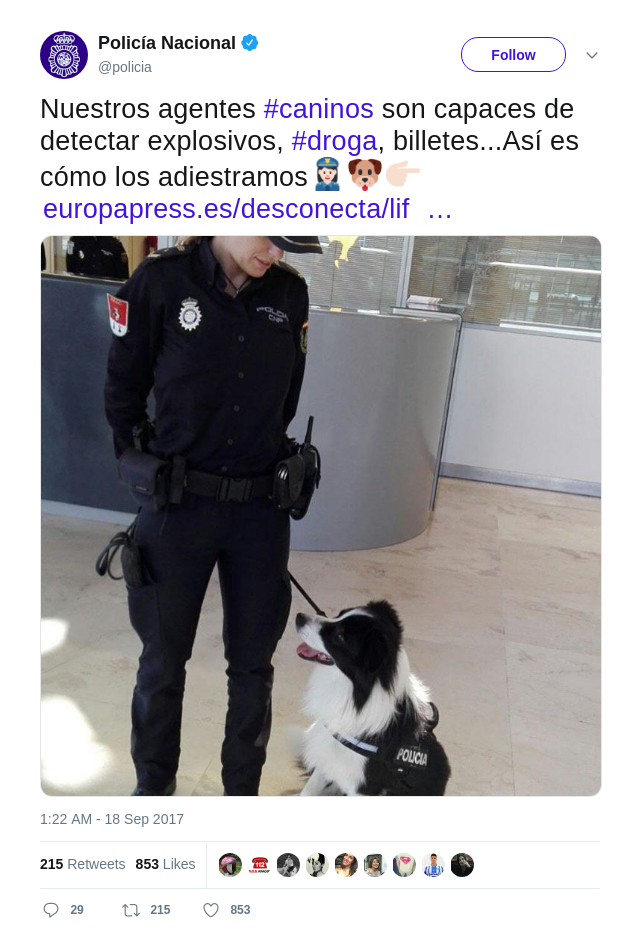 Policía Nacional
@policia
Follow
Nuestros agentes #caninos son capaces de
detectar explosivos, #droga, billetes...Así es
cómo los adiestramos
europapress.es/desconecta/lif …
POLICIA
CNP
POLICIA
1:22 AM - 18 Sep 2017
215 Retweets 853 Likes
112
29 215 853